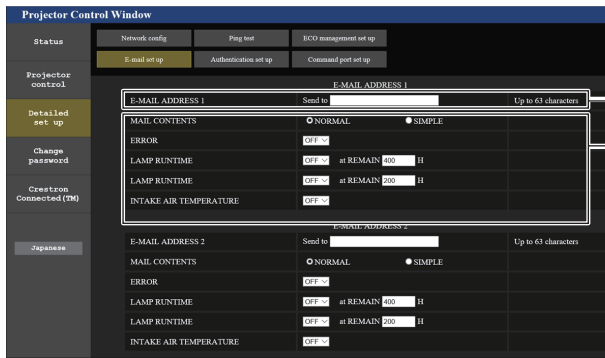 Projector Control Window
Status
Projector
control
Detailed
set up
Change
password
Crestron
Connected(TM)
Japanese
Network config Ping test ECO management set up
E-mail set up Authentication set up Command port set up
E-MAIL ADDRESS 1
E-MAIL ADDRESS 1 Send to Up to 63 characters
MAIL CONTENTS NORMAL SIMPLE
ERROR OFF
LAMP RUNTIME OFF at REMAIN 400 H
LAMP RUNTIME OFF at REMAIN 200 H
INTAKE AIR TEMPERATURE OFF
E-MAIL ADDRESS 2
E-MAIL ADDRESS 2 Send to Up to 63 characters
MAIL CONTENTS NORMAL SIMPLE
ERROR OFF
LAMP RUNTIME OFF at REMAIN 400 H
LAMP RUNTIME OFF at REMAIN 200 H
INTAKE AIR TEMPERATURE OFF